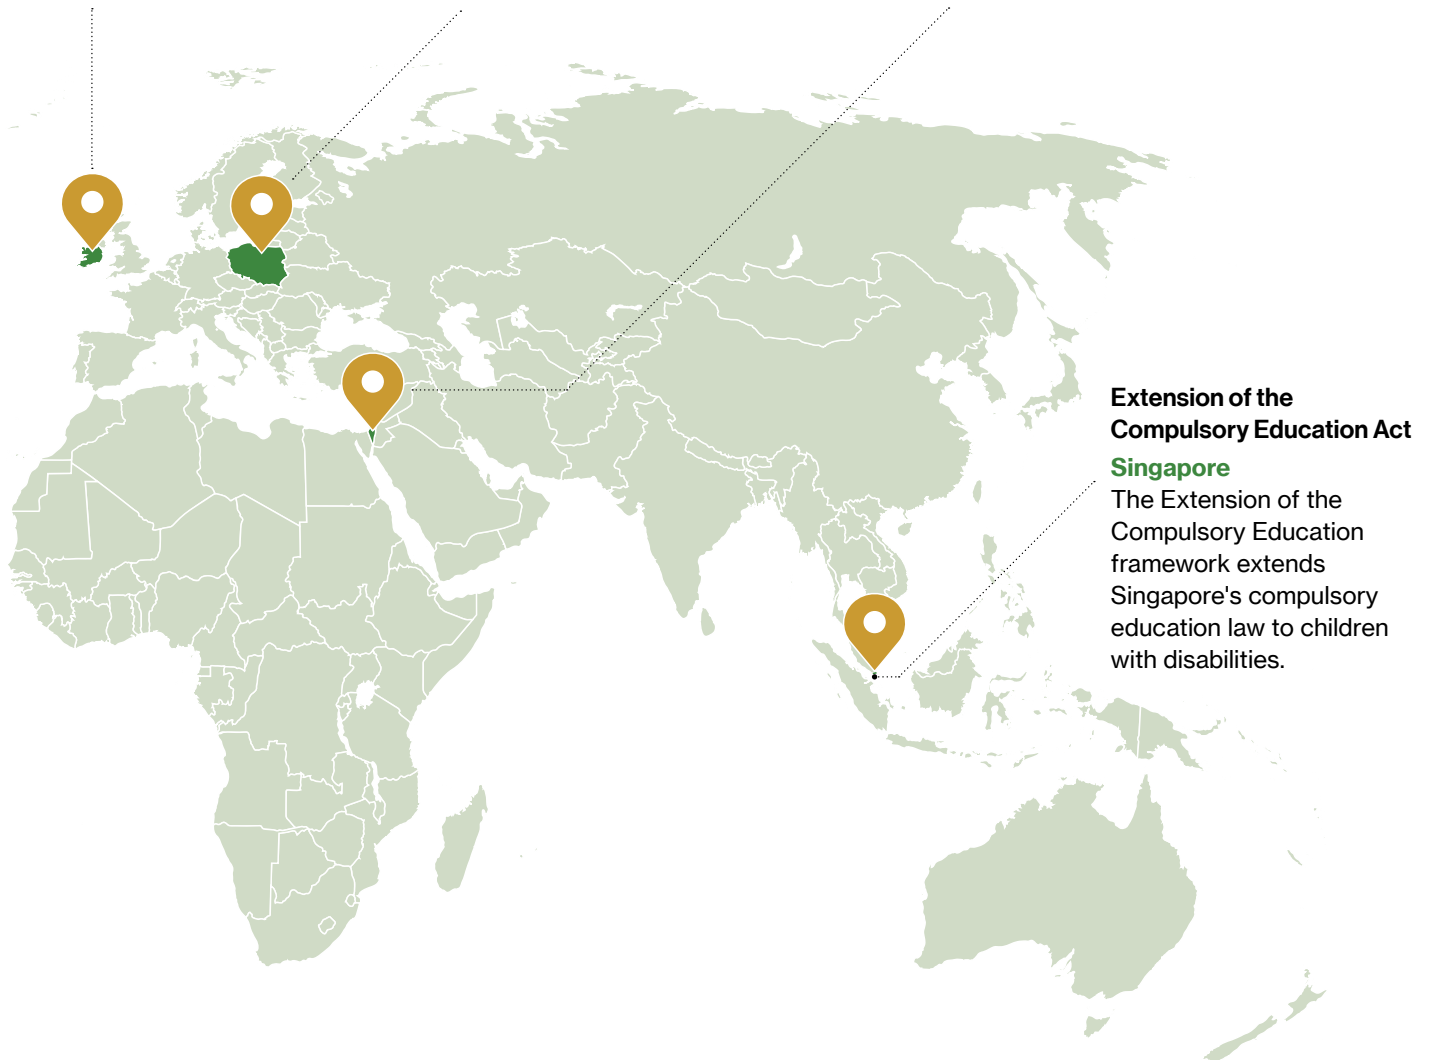 Extension of the
Compulsory Education Act
Singapore
The Extension of the
Compulsory Education
framework extends
Singapore's compulsory
education law to children
with disabilities.